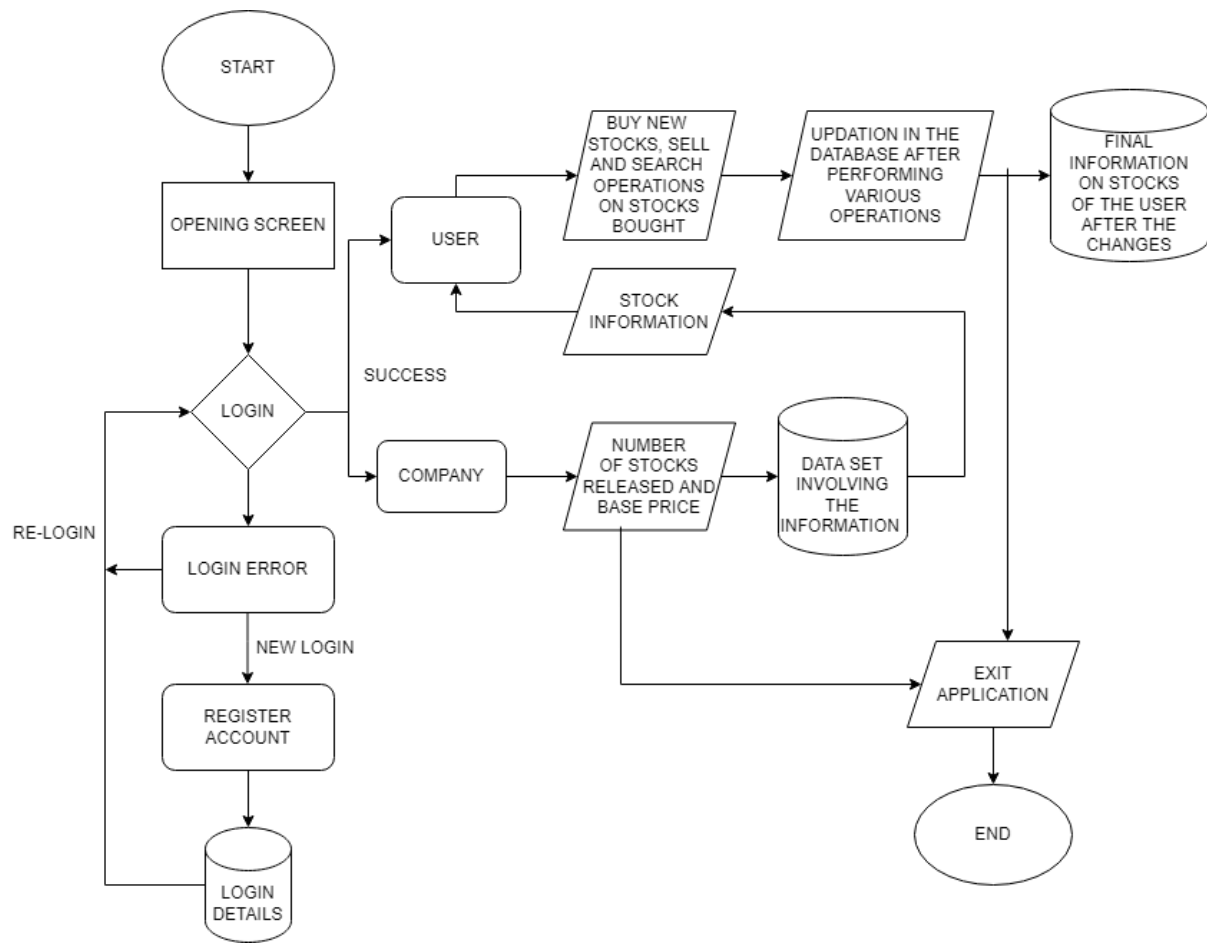 START
OPENING SCREEN
LOGIN
RE-LOGIN
LOGIN ERROR
NEW LOGIN
REGISTER
ACCOUNT
LOGIN
DETAILS
SUCCESS
USER
BUY NEW
STOCKS, SELL
AND SEARCH
OPERATIONS
ON STOCKS
BOUGHT
UPDATION IN THE
DATABASE AFTER
PERFORMING
VARIOUS
OPERATIONS
FINAL
INFORMATION
ON STOCKS
OF THE USER
AFTER THE
CHANGES
STOCK
INFORMATION
COMPANY
NUMBER
OF STOCKS
RELEASED AND
BASE PRICE
DATA SET
INVOLVING
THE
INFORMATION
EXIT
APPLICATION
END